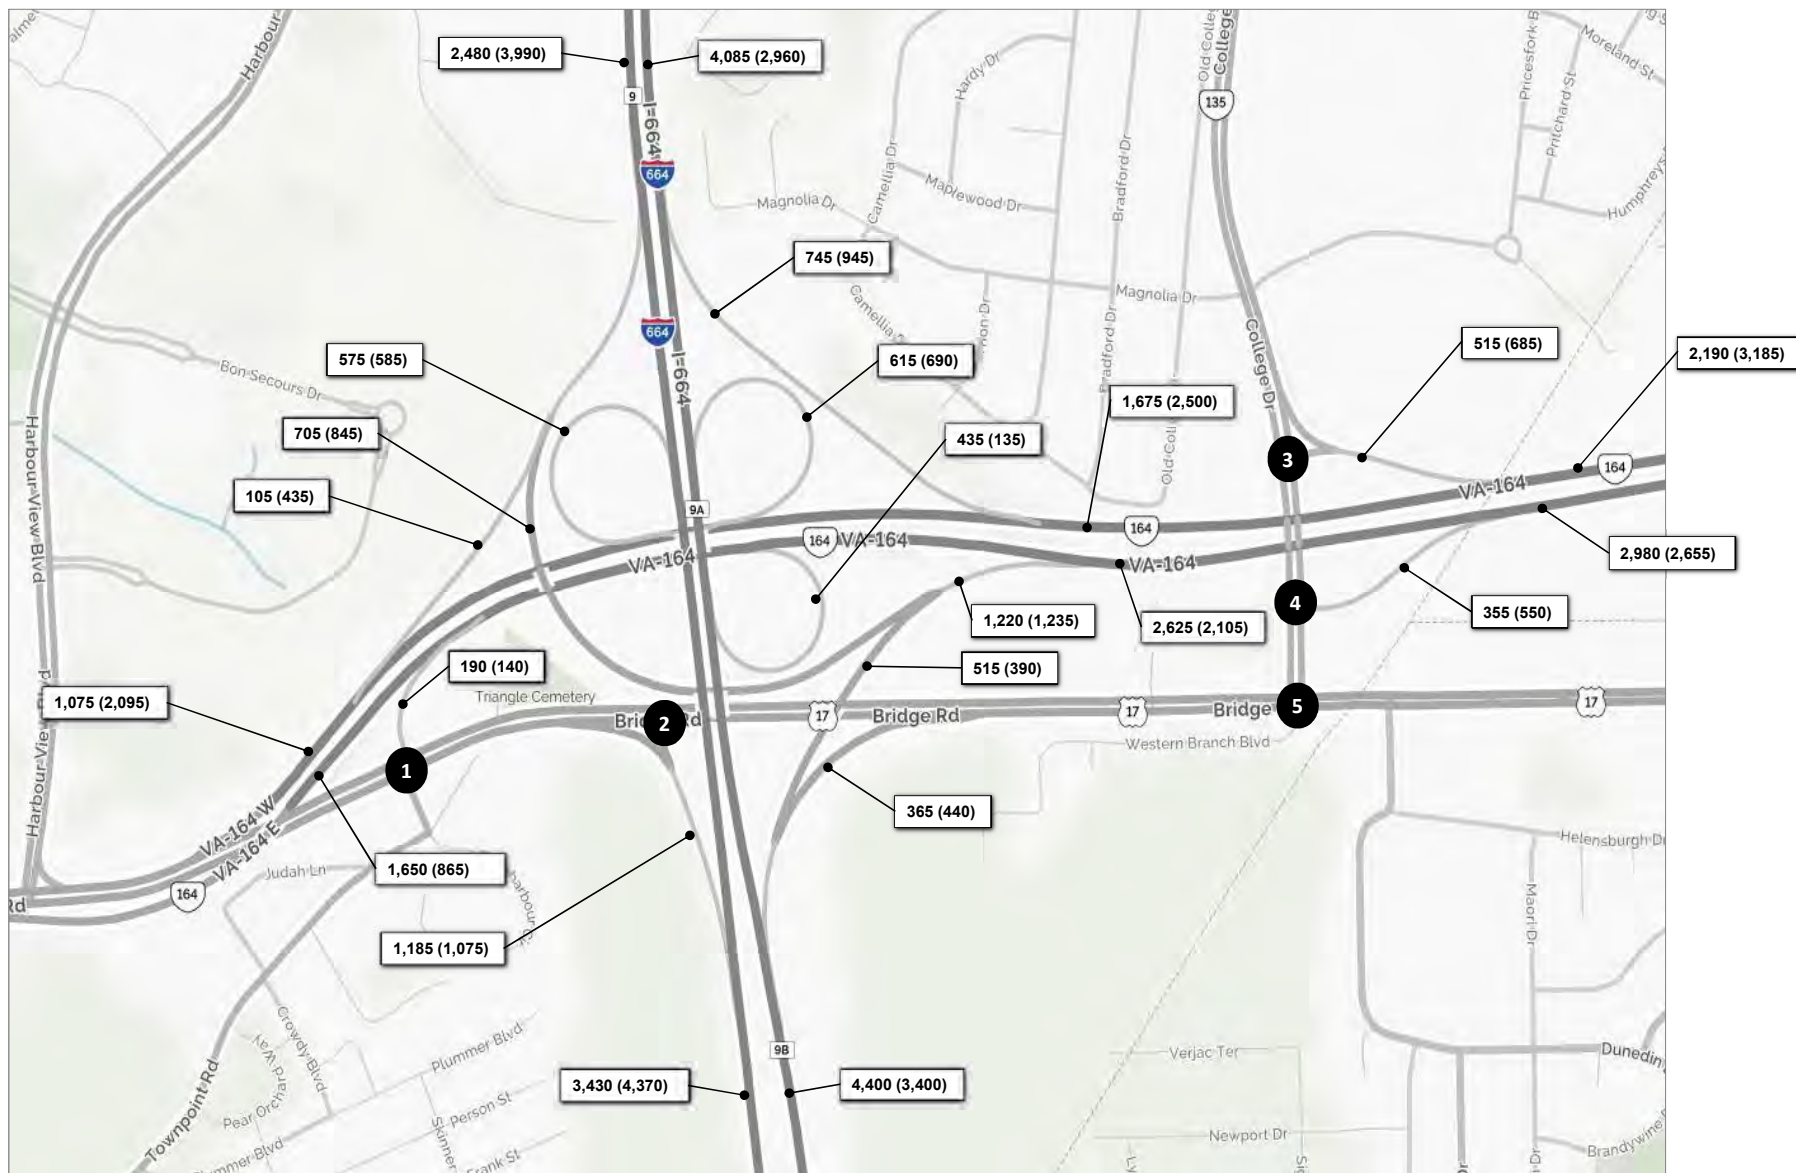 Harbour
2,480 (3,990)
4,085 (2,960)
9
I-664
664
Hardy Dr
Old Colleg
College
135
Pricesfork B
Moreland St
Pritchard St
Humphreys
Camellia Dr
Maplewood Dr
Bradford Dr
Magnolia Dr
745 (945)
Magnolia Dr
664
I-664
575 (585)
Bon Secours Dr
615 (690)
Bradford Dr
College Dr
515 (685)
2,190 (3,185)
1,675 (2,500)
705 (845)
435 (135)
Harbour View Blvd
3
164
VA-164
105 (435)
9A
164
VA-164
164
VA-164
VA-164
2,980 (2,655)
4
355 (550)
1,220 (1,235)
2,625 (2,105)
190 (140)
515 (390)
Triangle Cemetery
1,075 (2,095)
2
17
Bridge Rd
17
Bridge
5
17
Western Branch Blvd
1
365 (440)
VA-164 W
VA-164 E
1,650 (865)
Judah Ln
164
Rd
Helensburgh Dr
Maori Dr
1,185 (1,075)
Crowdy Blvd
Plummer Blvd
9B
Verjac Ter
Dunedin
3,430 (4,370)
4,400 (3,400)
Pear Orchard Way
Person St
Skinner
Frank St
Townpoint Rd
Newport Dr
Brandywine